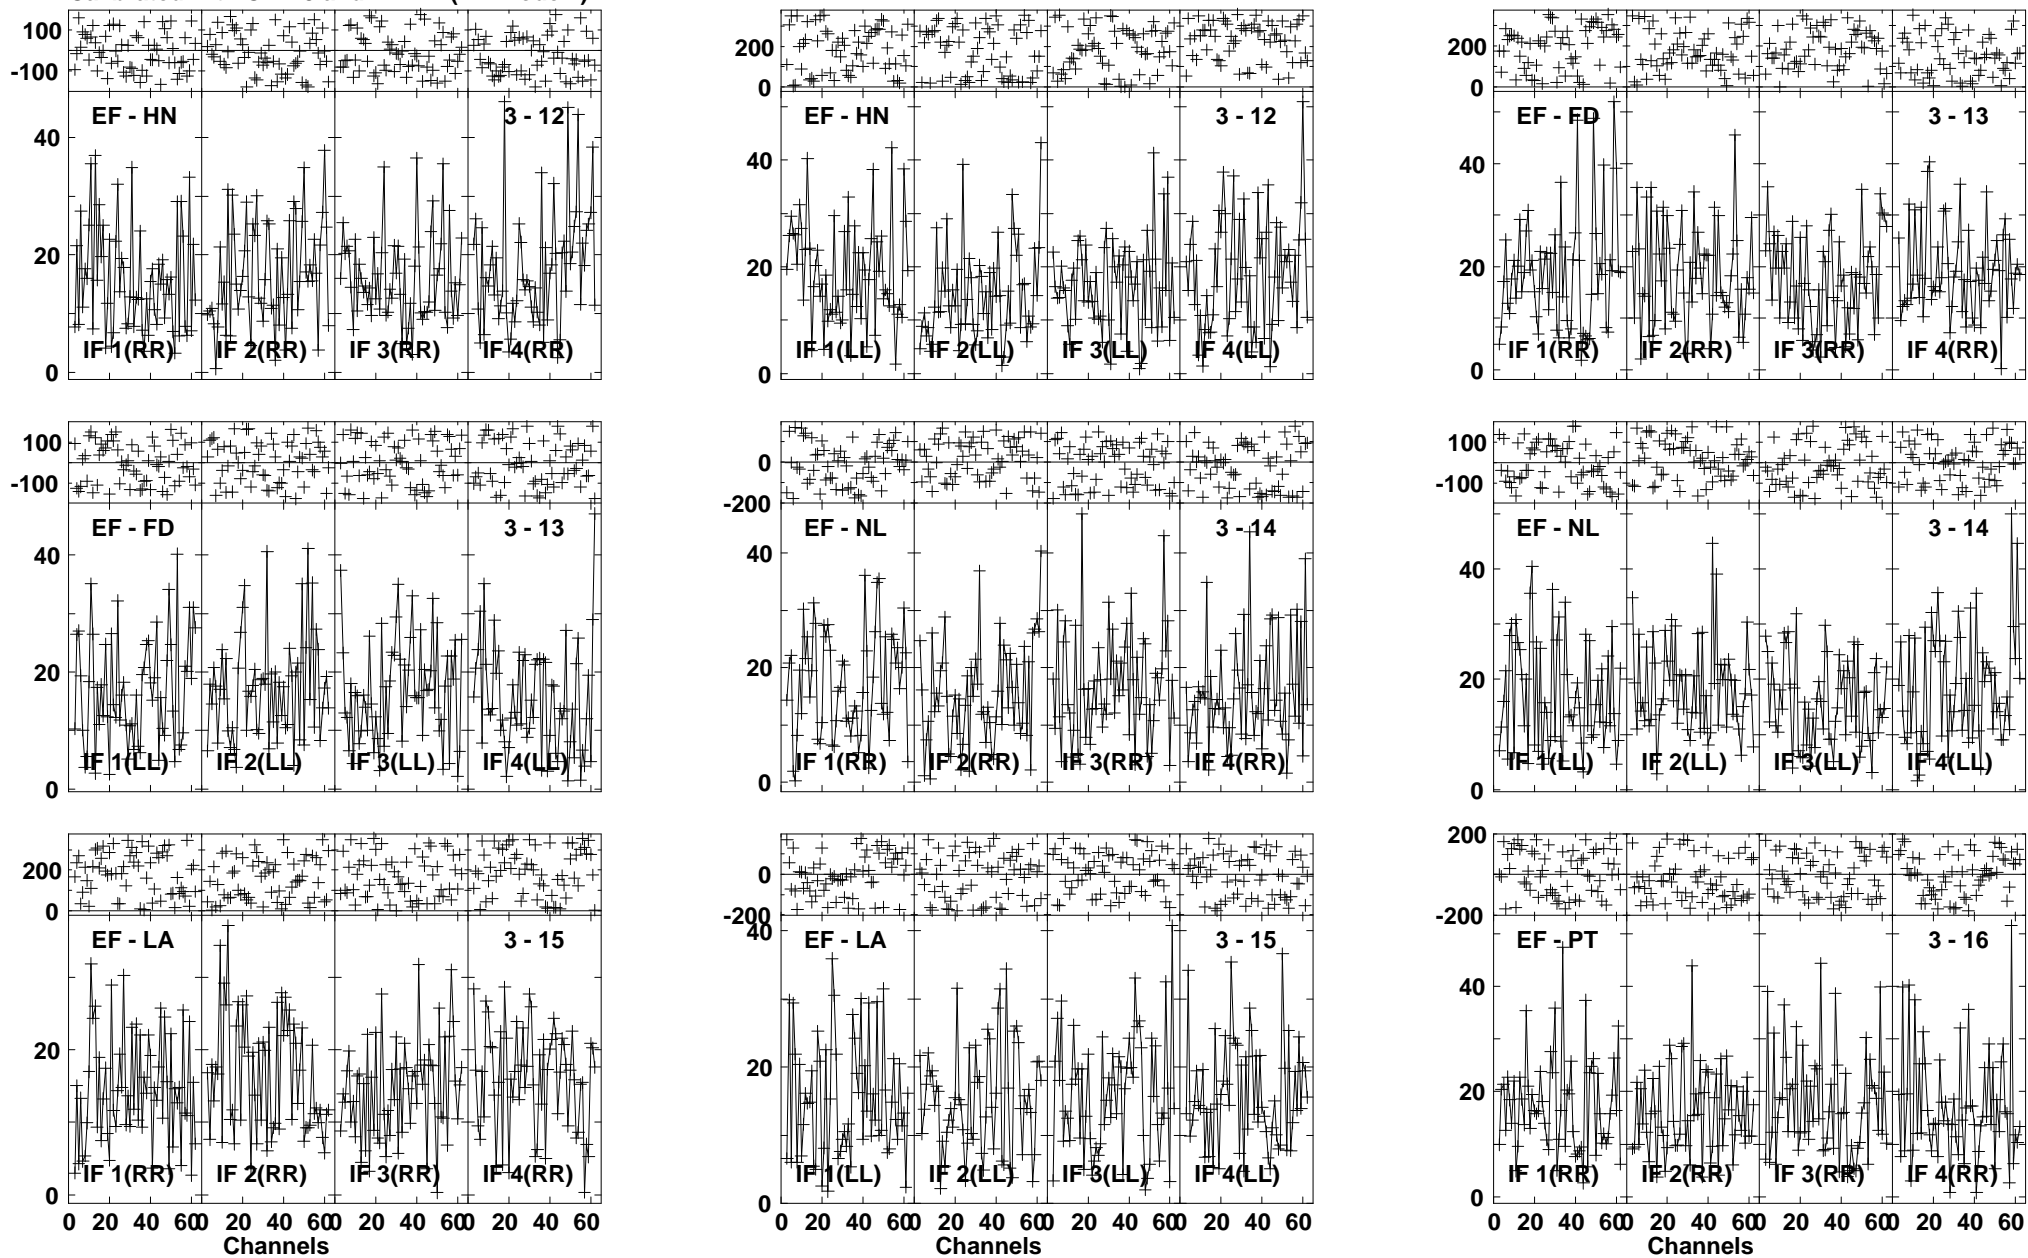 100 -100 200 0 200 0
EF - HN 3 - 12 EF - HN 3 - 12 EF - FD 3 - 13
40 40 40
20 20 20
IF 1(RR) IF 2(RR) IF 3(RR) IF 4(RR) IF 1(LL) IF 2(LL) IF 3(LL) IF 4(LL) IF 1(RR) IF 2(RR) IF 3(RR) IF 4(RR)
0 0 0
100 -100 0 -200 100 -100
EF - FD 3 - 13 EF - NL 3 - 14 EF - NL 3 - 14
40 40 40
20 20 20
IF 1(LL) IF 2(LL) IF 3(LL) IF 4(LL) IF 1(RR) IF 2(RR) IF 3(RR) IF 4(RR) IF 1(LL) IF 2(LL) IF 3(LL) IF 4(LL)
0 0 0
200 0 0 -200 200 -200
EF - LA 3 - 15 EF - LA 3 - 15 EF - PT 3 - 16
40 40
20 20 20
IF 1(RR) IF 2(RR) IF 3(RR) IF 4(RR) IF 1(LL) IF 2(LL) IF 3(LL) IF 4(LL) IF 1(RR) IF 2(RR) IF 3(RR) IF 4(RR)
0 0 0
0 20 40 60 0 20 40 60 0 20 40 60 0 20 40 60 0 20 40 60 0 20 40 60 0 20 40 60 0 20 40 60 0 20 40 60 0 20 40 60 0 20 40 60 0 20 40 60
Channels Channels Channels